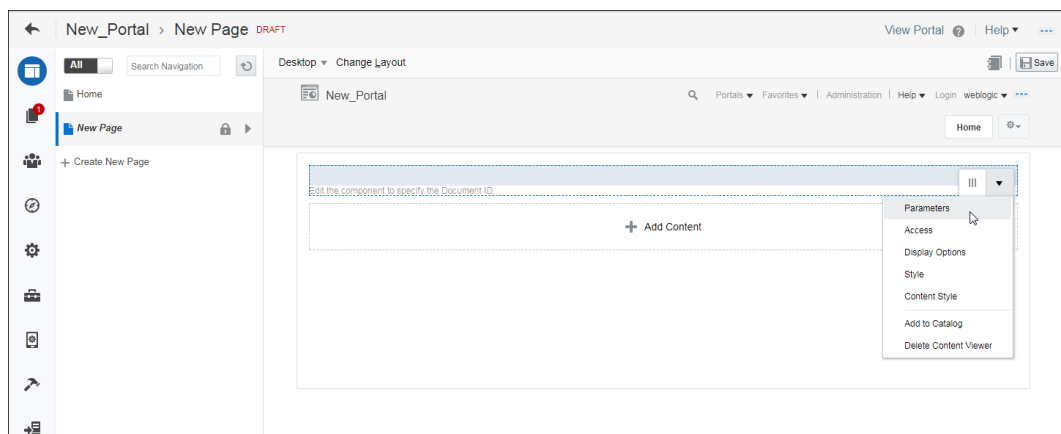 New_Portal > New Page DRAFT
View Portal ? Help
All
Search Navigation
Desktop Change Layout
Save
Home
New_Portal
Portals Favorites | Administration | Help Login weblogic
1
New Page
Home
+ Create New Page
Edit the component to specify the Document ID.
Parameters
+ Add Content
Access
Display Options
Style
Content Style
Add to Catalog
Delete Content Viewer